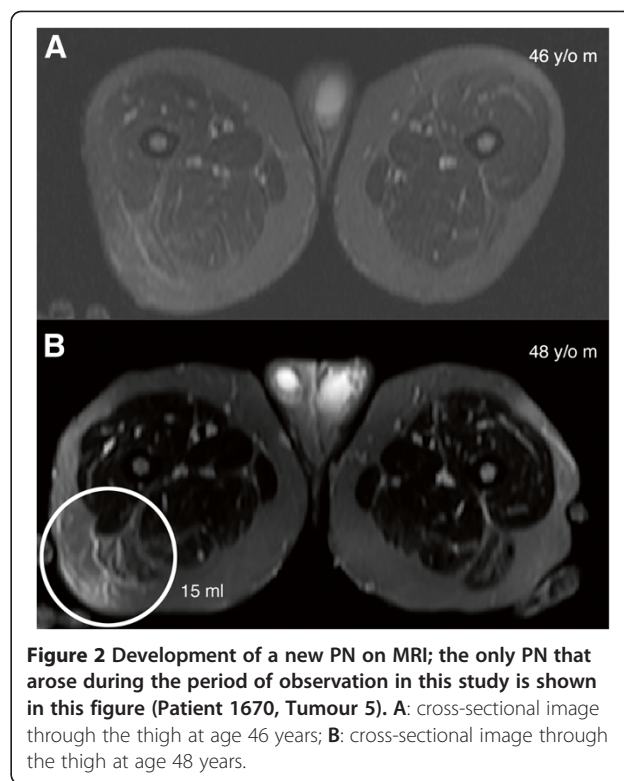 A
46 y/o m
B
48 y/o m
15 ml
Figure 2 Development of a new PN on MRI; the only PN that
arose during the period of observation in this study is shown
in this figure (Patient 1670, Tumour 5). A: cross-sectional image
through the thigh at age 46 years; B: cross-sectional image through
the thigh at age 48 years.